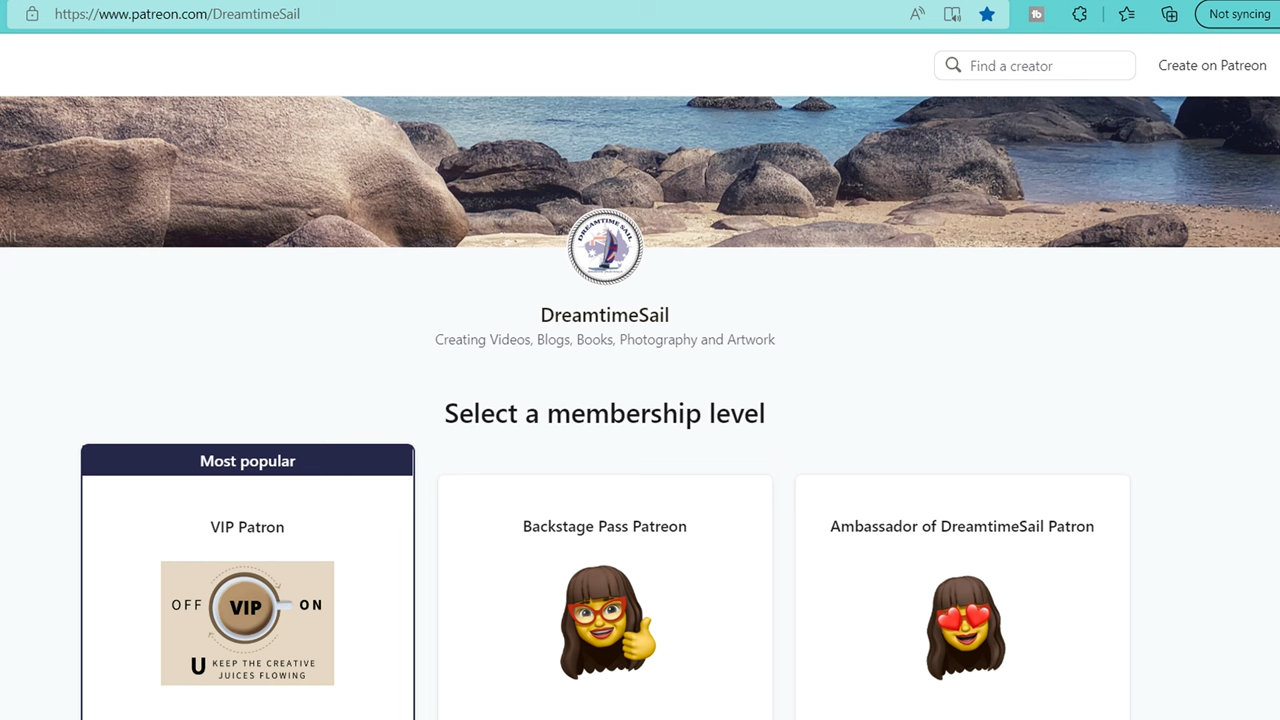 https://www.patreon.com/DreamtimeSail
Not syncing
Find a creator
Create on Patreon
DREAMTIME SAIL
DreamtimeSail
Creating Videos, Blogs, Books, Photography and Artwork
Select a membership level
Most popular
VIP Patron
Backstage Pass Patreon
Ambassador of DreamtimeSail Patron
OFF VIP ON
U KEEP THE CREATIVE
JUICES FLOWING